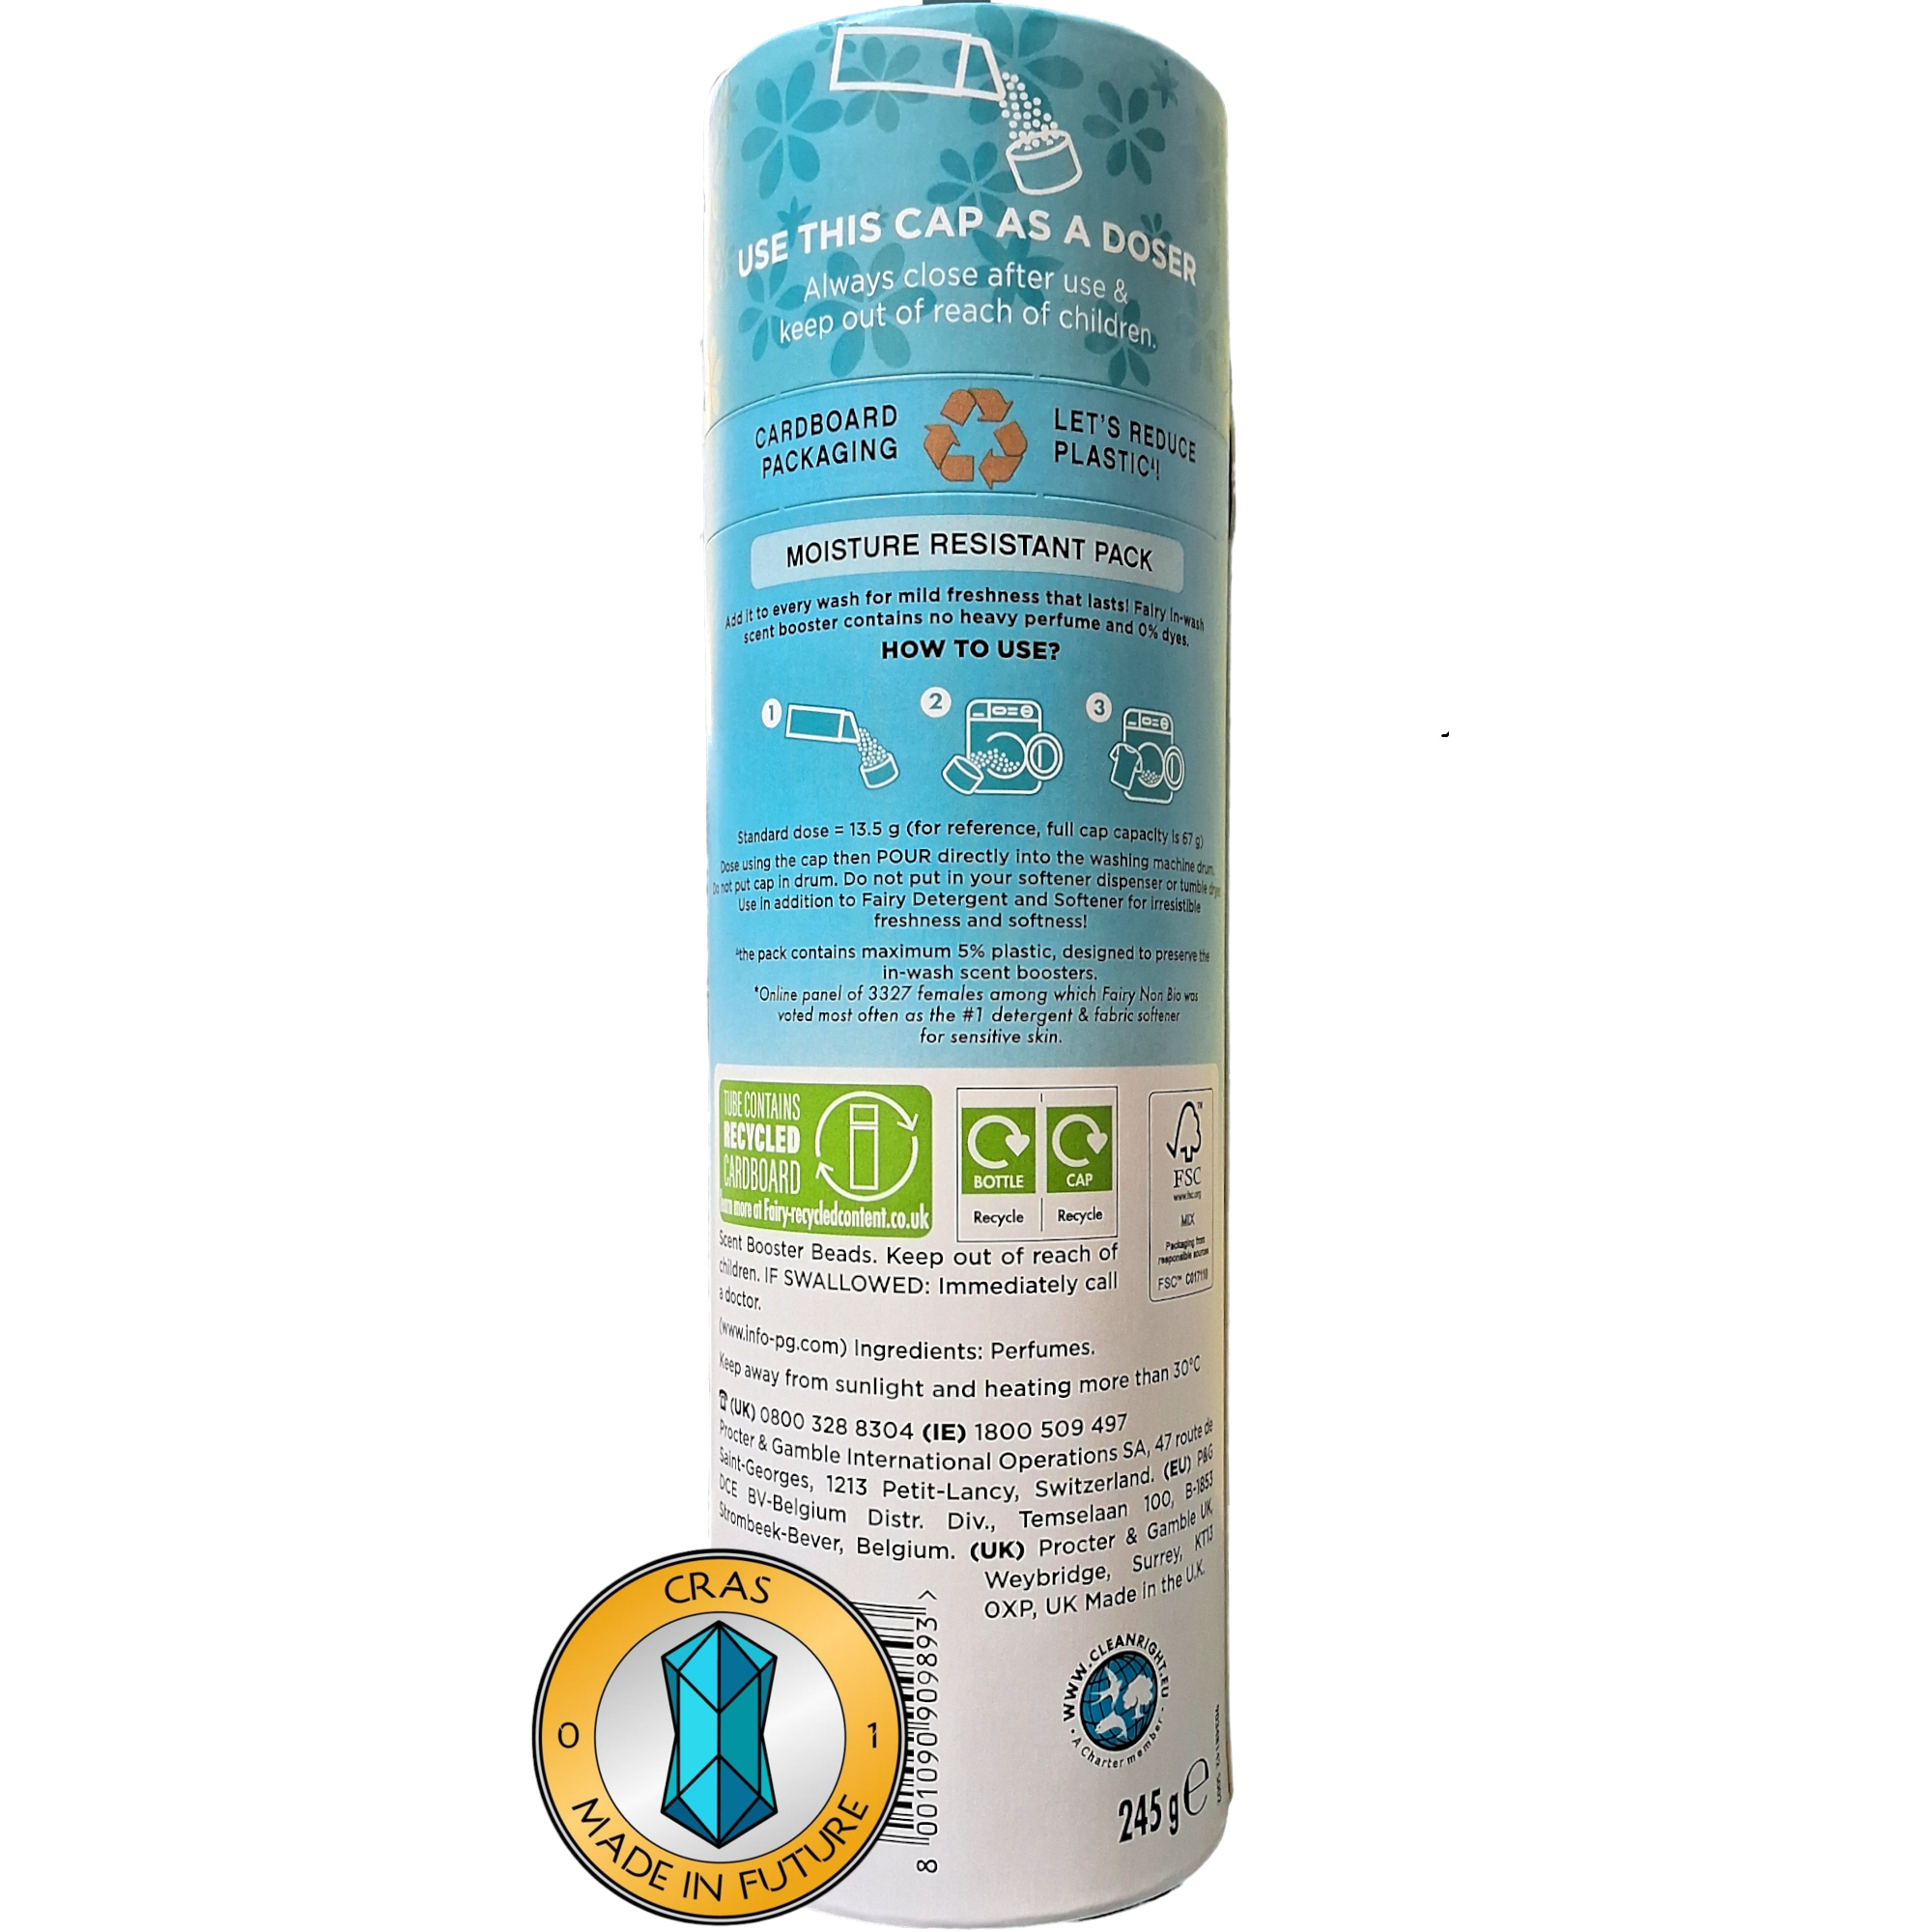 USE THIS CAP AS A DOSER
Always close after use &
keep out of reach of children.
CARDBOARD
PACKAGING
LET'S REDUCE
PLASTIC^!
MOISTURE RESISTANT PACK
Add it to every wash for mild freshness that lasts! Fairy In-wash
scent booster contains no heavy perfume and 0% dyes.
HOW TO USE?
1
2
3
Standard dose = 13.5 g (for reference, full cap capacity is 67 g)
Dose using the cap then POUR directly into the washing machine drum.
Do not put cap in drum. Do not put in your softener dispenser or tumble
Use in addition to Fairy Detergent and Softener for irresistible
freshness and softness!
^the pack contains maximum 5% plastic, designed to preserve the
in-wash scent boosters.
*Online panel of 3327 females among which Fairy Non Bio was
voted most often as the #1 detergent & fabric softener
for sensitive skin.
TUBE CONTAINS
RECYCLED
CARDBOARD
more at Fairy-recycledcontent.co.uk
BOTTLE
CAP
Recycle
Recycle
FSC
www.fsc.org
MIX
Packaging from
responsible sources
FSC™ C017110
Scent Booster Beads. Keep out of reach of
children. IF SWALLOWED: Immediately call
a doctor.
(www.info-pg.com) Ingredients: Perfumes.
Keep away from sunlight and heating more than 30°C
(UK) 0800 328 8304 (IE) 1800 509 497
Procter & Gamble International Operations SA, 47 route de
Saint-Georges, 1213 Petit-Lancy, Switzerland. (EU) P&G
DCE BV-Belgium Distr. Div., Temselaan 100, B-1853
Strombeek-Bever, Belgium. (UK) Procter & Gamble UK,
Weybridge, Surrey, KT13
0XP, UK Made in the U.K.
8 001090 909893 >
WWW.CLEANRIGHT.EU
• A Charter member •
245 g e
CRAS
0 1
MADE IN FUTURE